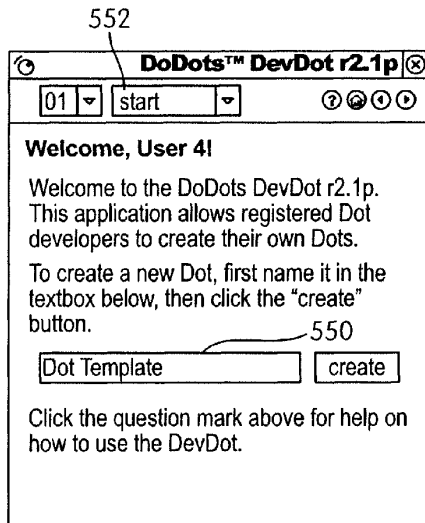 552
DoDots™ DevDot r2.1p
01 start
Welcome, User 4!
Welcome to the DoDots DevDot r2.1p.
This application allows registered Dot
developers to create their own Dots.
To create a new Dot, first name it in the
textbox below, then click the “create”
button.
550
Dot Template create
Click the question mark above for help on
how to use the DevDot.